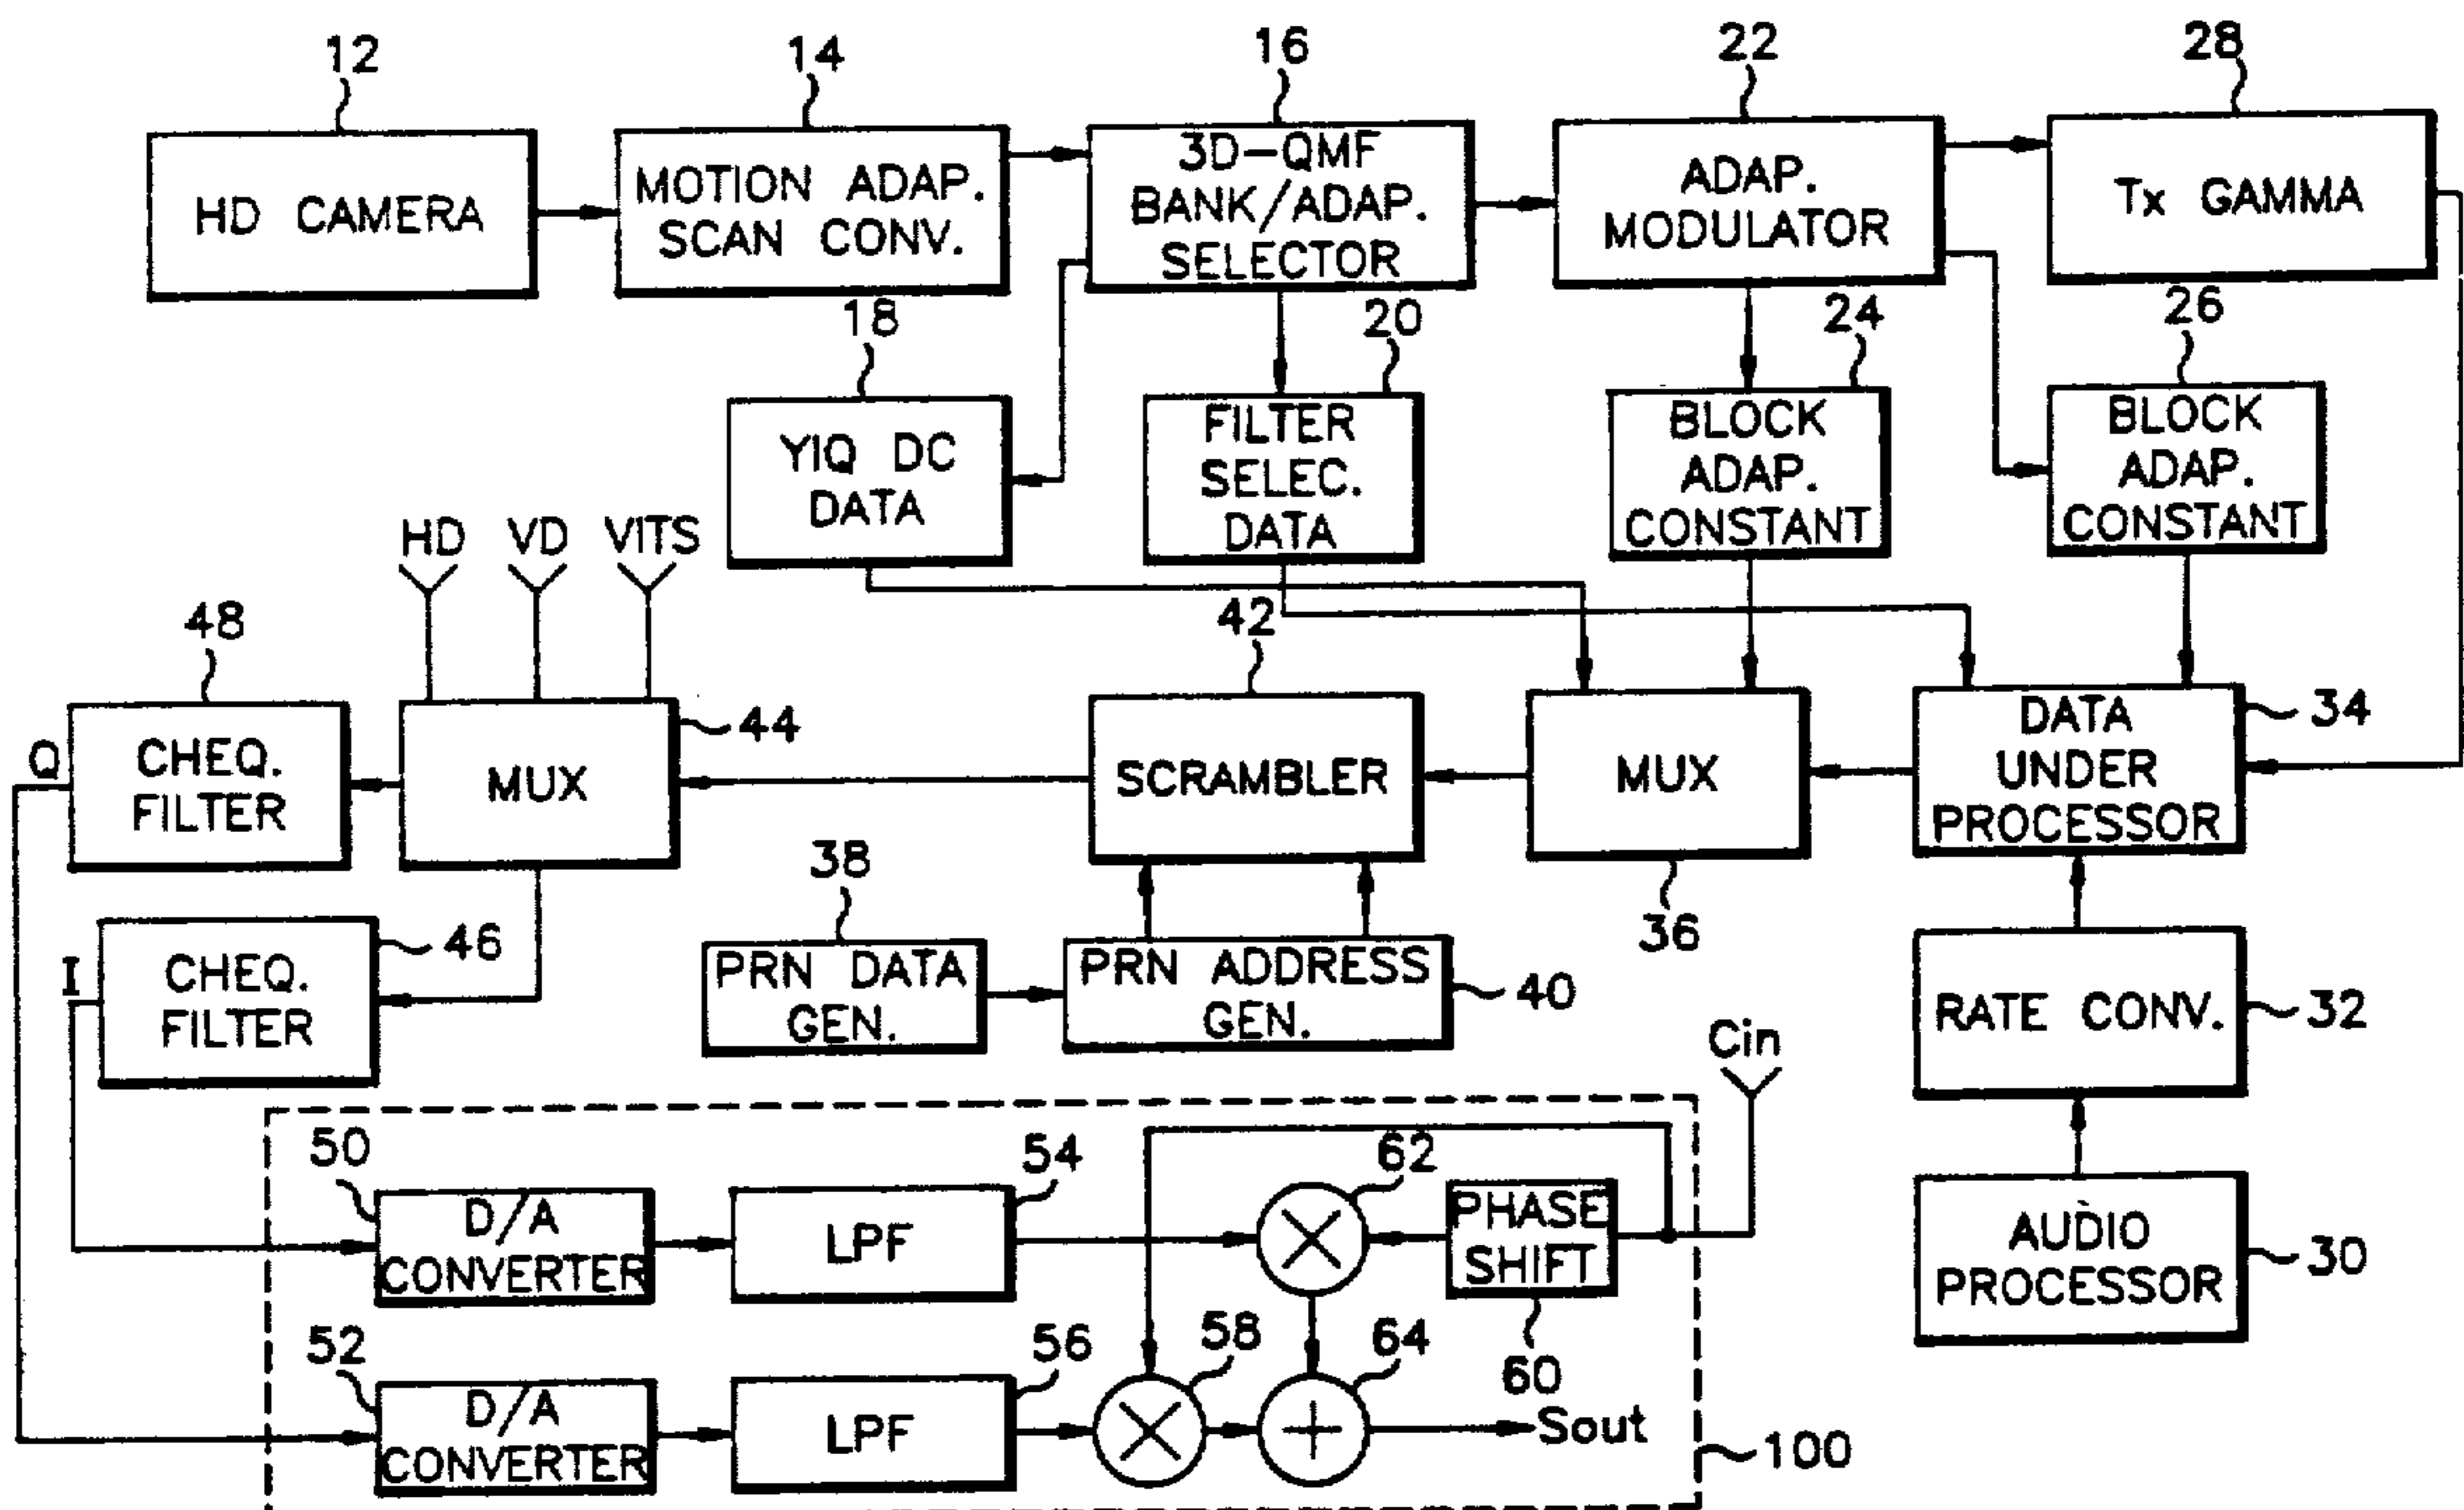 12
14
16
22
28
HD CAMERA
MOTION ADAP.
SCAN CONV.
3D-QMF
BANK/ADAP.
SELECTOR
ADAP.
MODULATOR
Tx GAMMA
18
20
24
26
YIQ DC
DATA
FILTER
SELEC.
DATA
BLOCK
ADAP.
CONSTANT
BLOCK
ADAP.
CONSTANT
HD
VD
VITS
48
42
44
34
Q
CHEQ.
FILTER
MUX
SCRAMBLER
MUX
DATA
UNDER
PROCESSOR
38
36
46
I
CHEQ.
FILTER
PRN DATA
GEN.
PRN ADDRESS
GEN.
40
RATE CONV.
32
Cin
50
54
62
D/A
CONVERTER
LPF
PHASE
SHIFT
AUDIO
PROCESSOR
30
52
56
58
64
60
D/A
CONVERTER
LPF
Sout
100